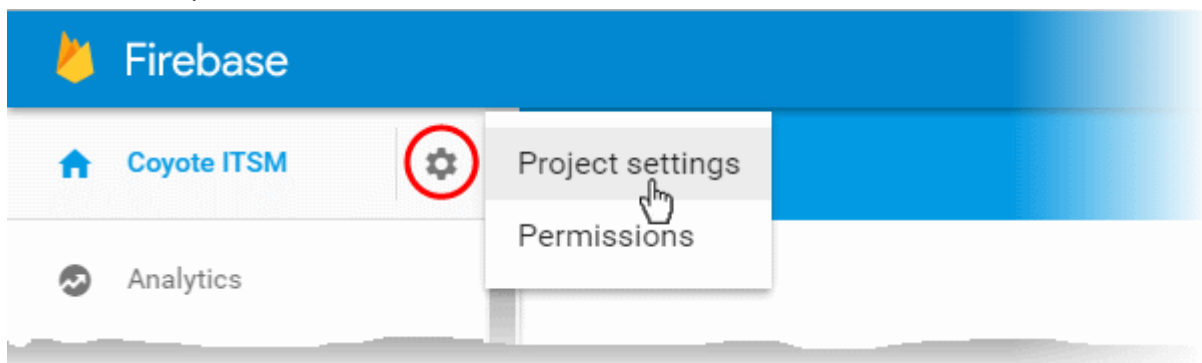 Firebase
Coyote ITSM
Project settings
Permissions
Analytics